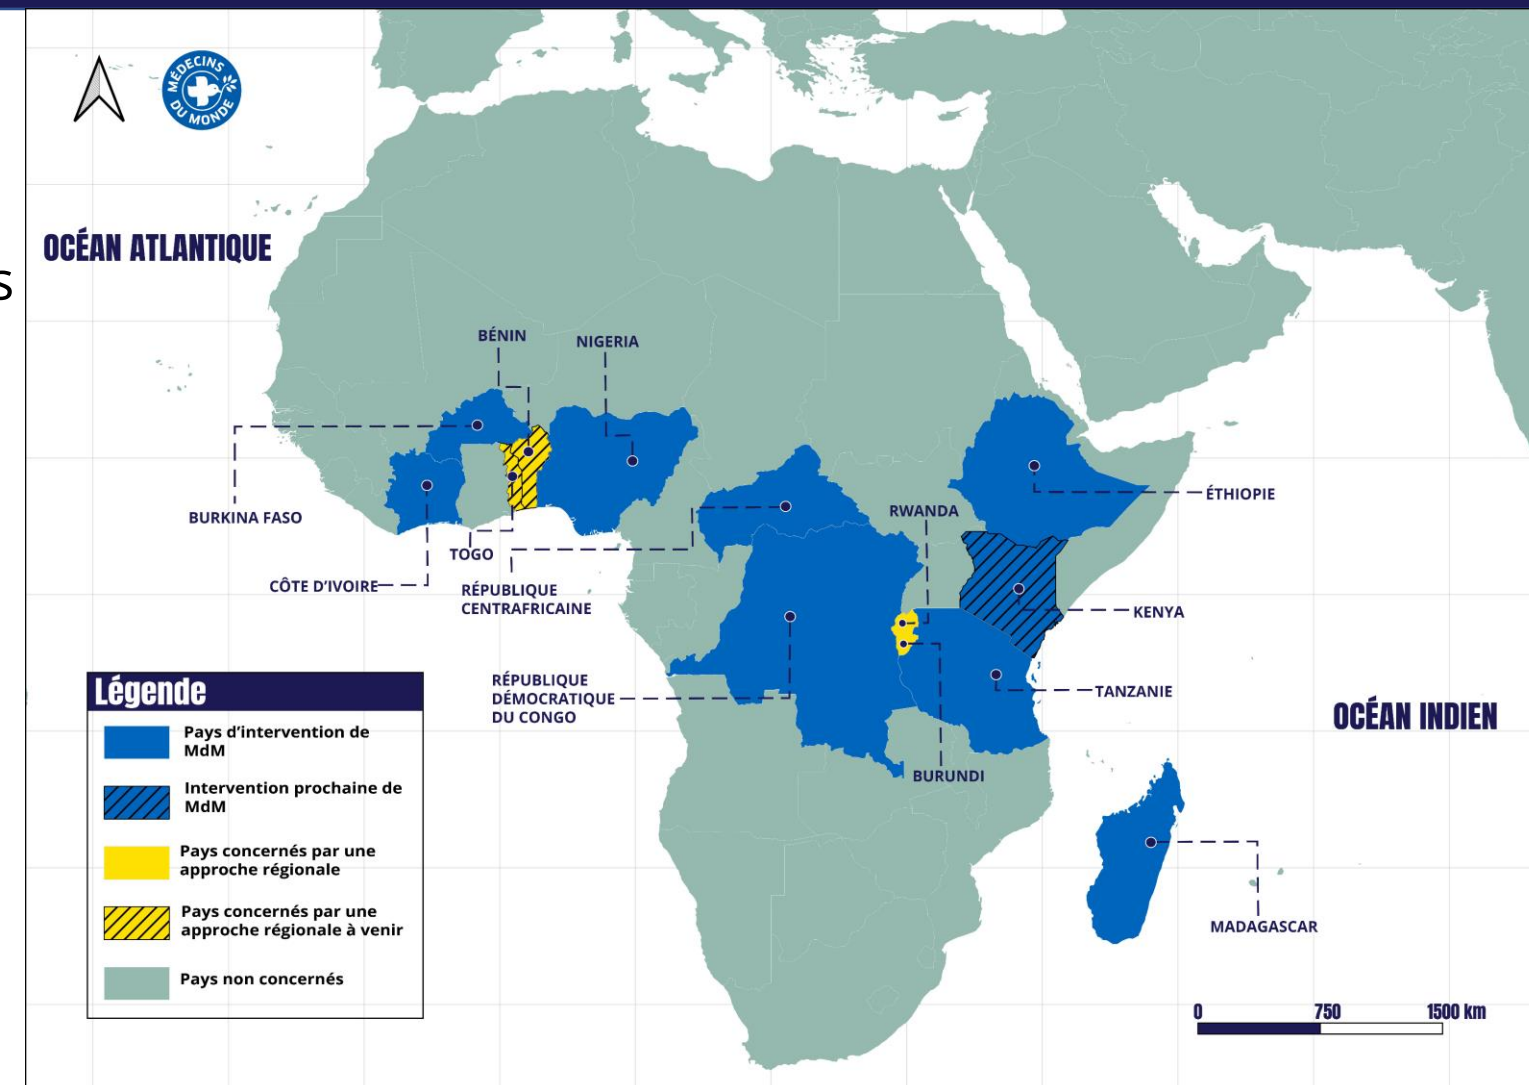 MÉDECINS
DU MONDE
OCÉAN ATLANTIQUE
s
BÉNIN
NIGERIA
BURKINA FASO
TOGO
CÔTE D'IVOIRE
RÉPUBLIQUE
CENTRAFRICAINE
RWANDA
ÉTHIOPIE
KENYA
RÉPUBLIQUE
DÉMOCRATIQUE
DU CONGO
TANZANIE
BURUNDI
OCÉAN INDIEN
MADAGASCAR
Légende
Pays d'intervention de
MdM
Intervention prochaine de
MdM
Pays concernés par une
approche régionale
Pays concernés par une
approche régionale à venir
Pays non concernés
0 750 1500 km